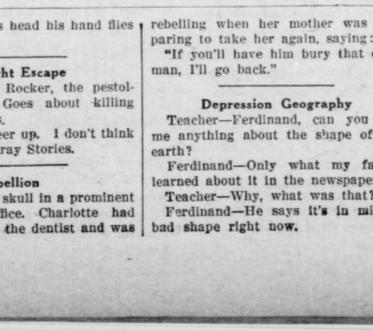 s head his hand flies
ht Escape
Rocker, the pestol-
Goes about killing
s.
eer up. I don't think
ray Stories.
bellion
skull in a prominent
fice. Charlotte had
the dentist and was
rebelling when her mother was
paring to take her again, saying:
"If you'll have him bury that
man, I'll go back."
Depression Geography
Teacher—Ferdinand, can you
me anything about the shape of
earth?
Ferdinand—Only what my fa
learned about it in the newspape
Teacher—Why, what was that?
Ferdinand—He says it's in mi
bad shape right now.